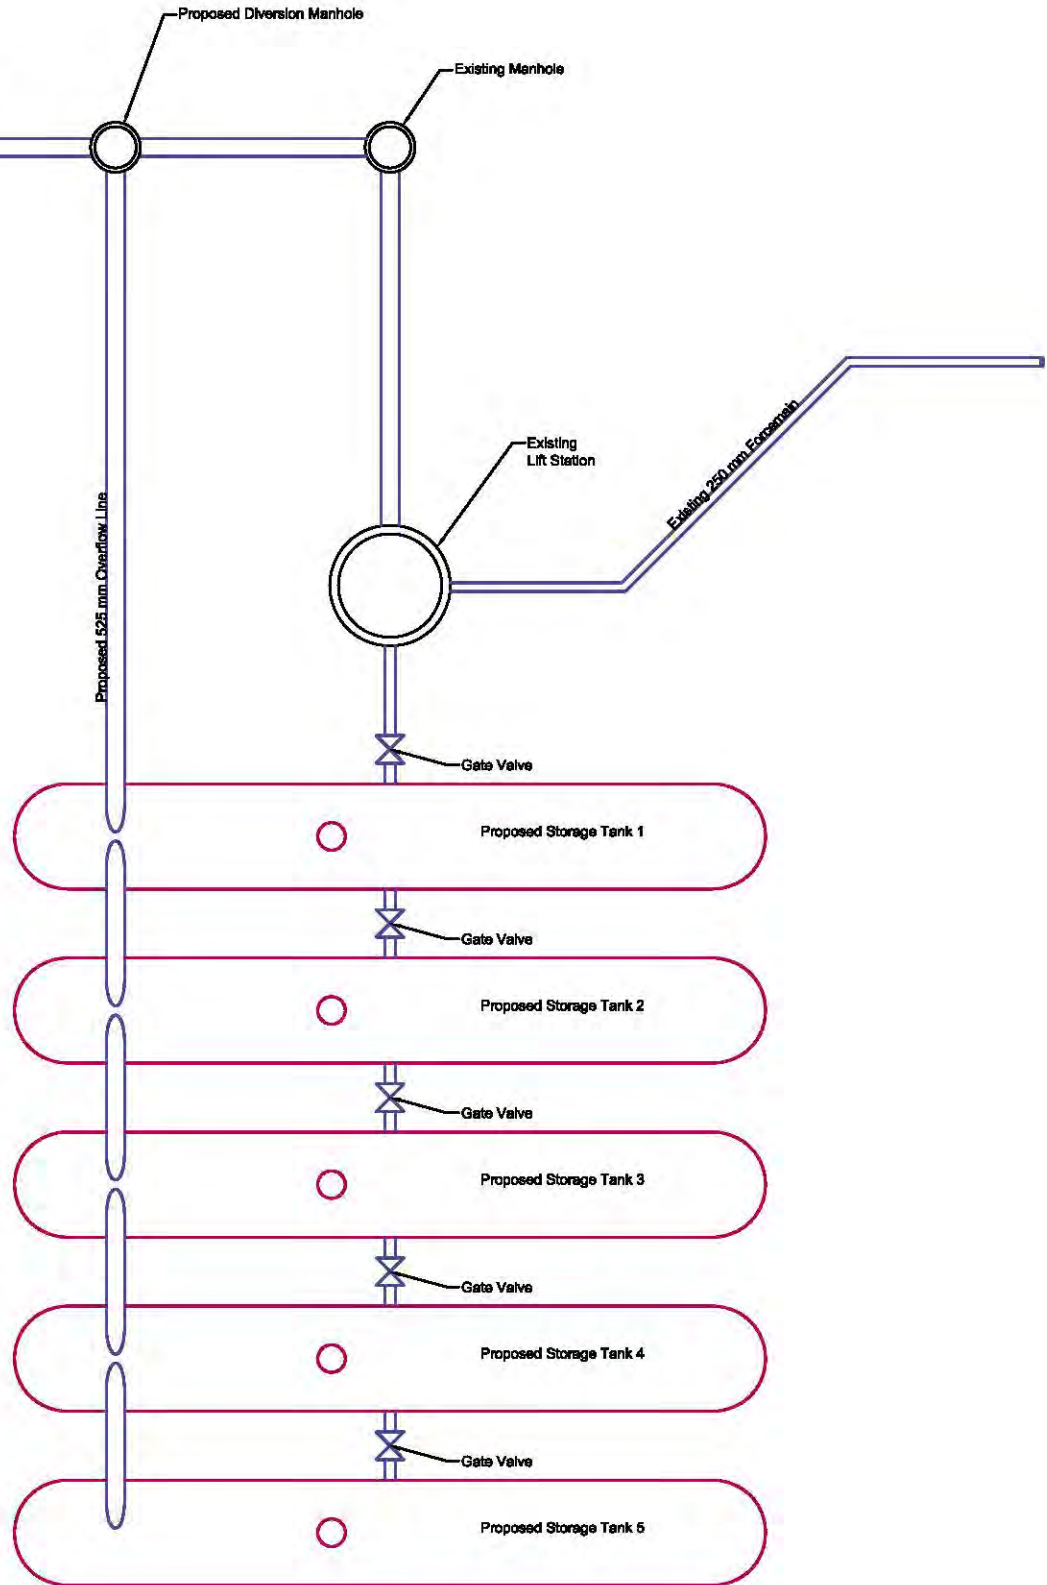 Proposed Diversion Manhole
Existing Manhole
Existing
Lift Station
Existing 250 mm Forcemain
Proposed 525 mm Overflow Line
Gate Valve
Proposed Storage Tank 1
Gate Valve
Proposed Storage Tank 2
Gate Valve
Proposed Storage Tank 3
Gate Valve
Proposed Storage Tank 4
Gate Valve
Proposed Storage Tank 5